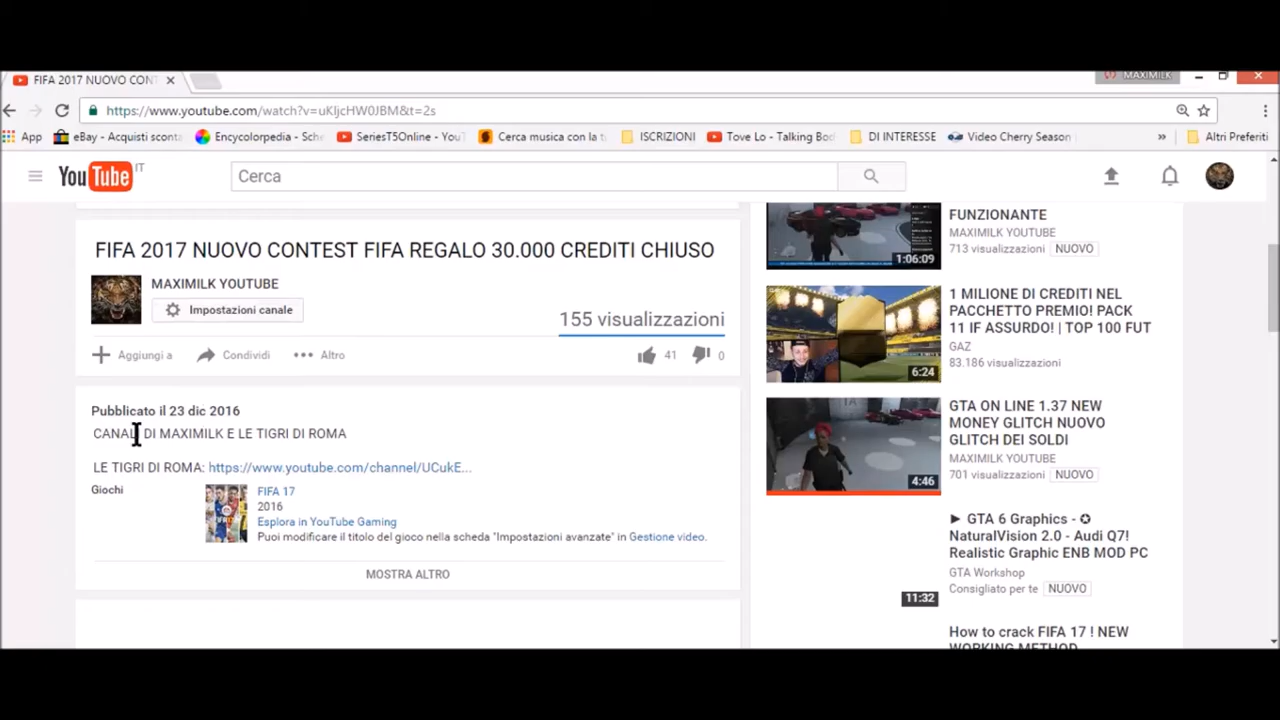 FIFA 2017 NUOVO CONT
MAXIMILK
https://www.youtube.com/watch?v=uKIjcHW0JBM&t=2s
App
eBay - Acquisti scont
Encycolorpedia - Sche
SeriesT5Online - You
Cerca musica con la t
ISCRIZIONI
Tove Lo - Talking Bod
DI INTERESSE
Video Cherry Season
»
Altri Preferiti
YouTube IT
Cerca
FIFA 2017 NUOVO CONTEST FIFA REGALO 30.000 CREDITI CHIUSO
MAXIMILK YOUTUBE
Impostazioni canale
155 visualizzazioni
Aggiungi a
Condividi
Altro
41
0
Pubblicato il 23 dic 2016
CANALI DI MAXIMILK E LE TIGRI DI ROMA
LE TIGRI DI ROMA: https://www.youtube.com/channel/UCukE...
Giochi
FIFA 17
2016
Esplora in YouTube Gaming
Puoi modificare il titolo del gioco nella scheda "Impostazioni avanzate" in Gestione video.
MOSTRA ALTRO
FUNZIONANTE
MAXIMILK YOUTUBE
713 visualizzazioni NUOVO
1:06:09
1 MILIONE DI CREDITI NEL
PACCHETTO PREMIO! PACK
11 IF ASSURDO! | TOP 100 FUT
GAZ
83.186 visualizzazioni
6:24
GTA ON LINE 1.37 NEW
MONEY GLITCH NUOVO
GLITCH DEI SOLDI
MAXIMILK YOUTUBE
701 visualizzazioni NUOVO
4:46
► GTA 6 Graphics - ✪
NaturalVision 2.0 - Audi Q7!
Realistic Graphic ENB MOD PC
GTA Workshop
Consigliato per te NUOVO
11:32
How to crack FIFA 17 ! NEW
WORKING METHOD